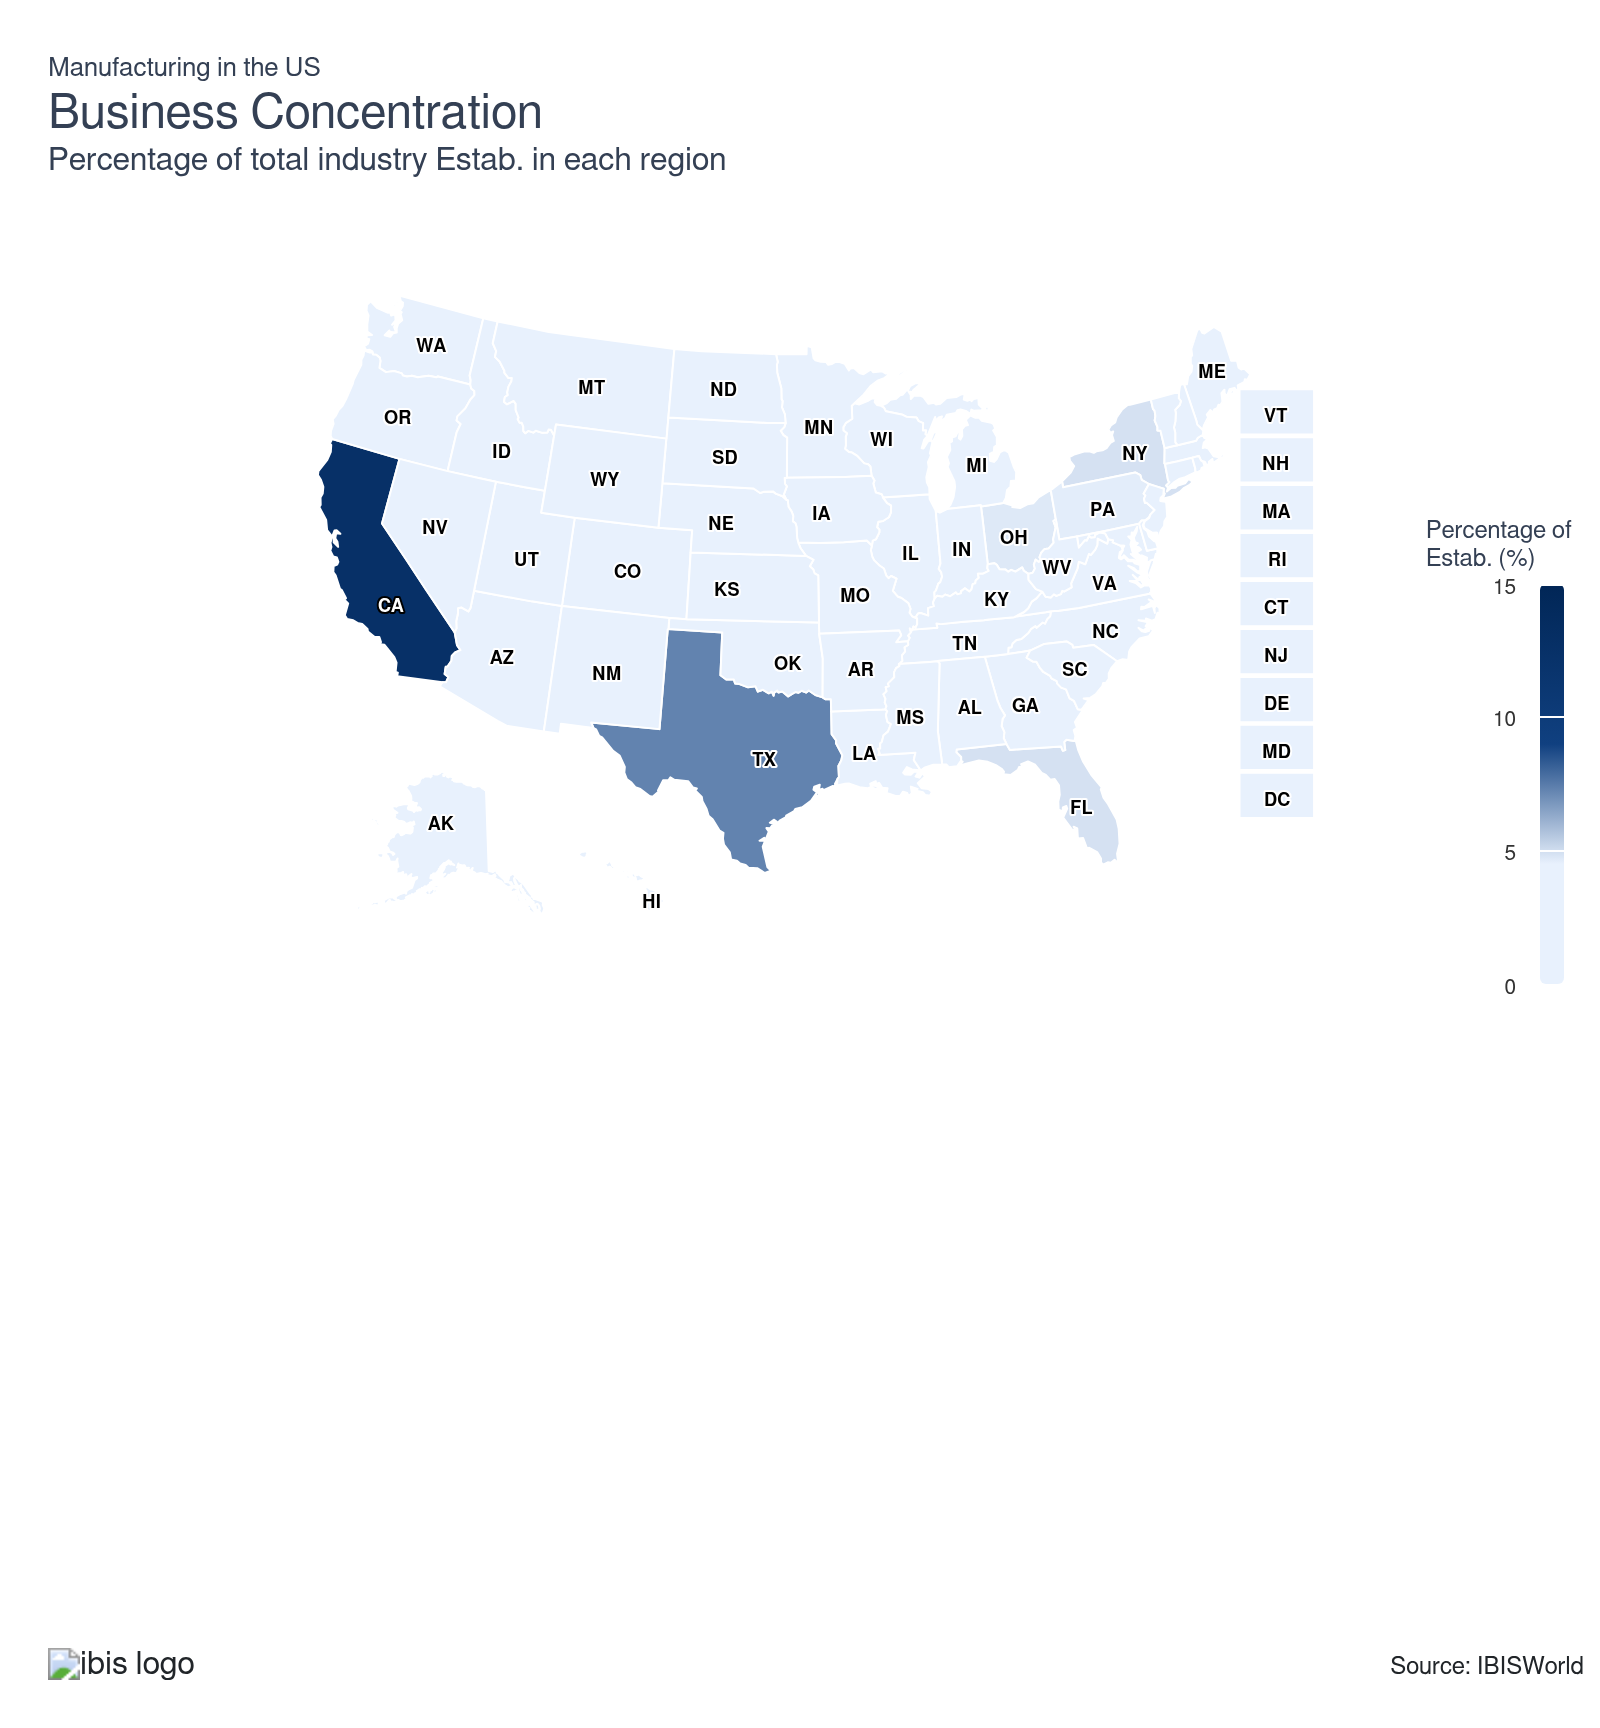 Manufacturing in the US
Business Concentration
Percentage of total industry Estab. in each region
WA
MT
ND
ME
OR
MN
WI
VT
ID
SD
NY
MI
NH
WY
NE
IA
PA
MA
NV
UT
CO
IL
IN
OH
WV
RI
KS
MO
KY
VA
CT
CA
AZ
NM
OK
AR
TN
NC
SC
NJ
MS
AL
GA
DE
TX
LA
MD
FL
DC
AK
HI
Percentage of
Estab. (%)
15
10
5
0
ibis logo
Source: IBISWorld